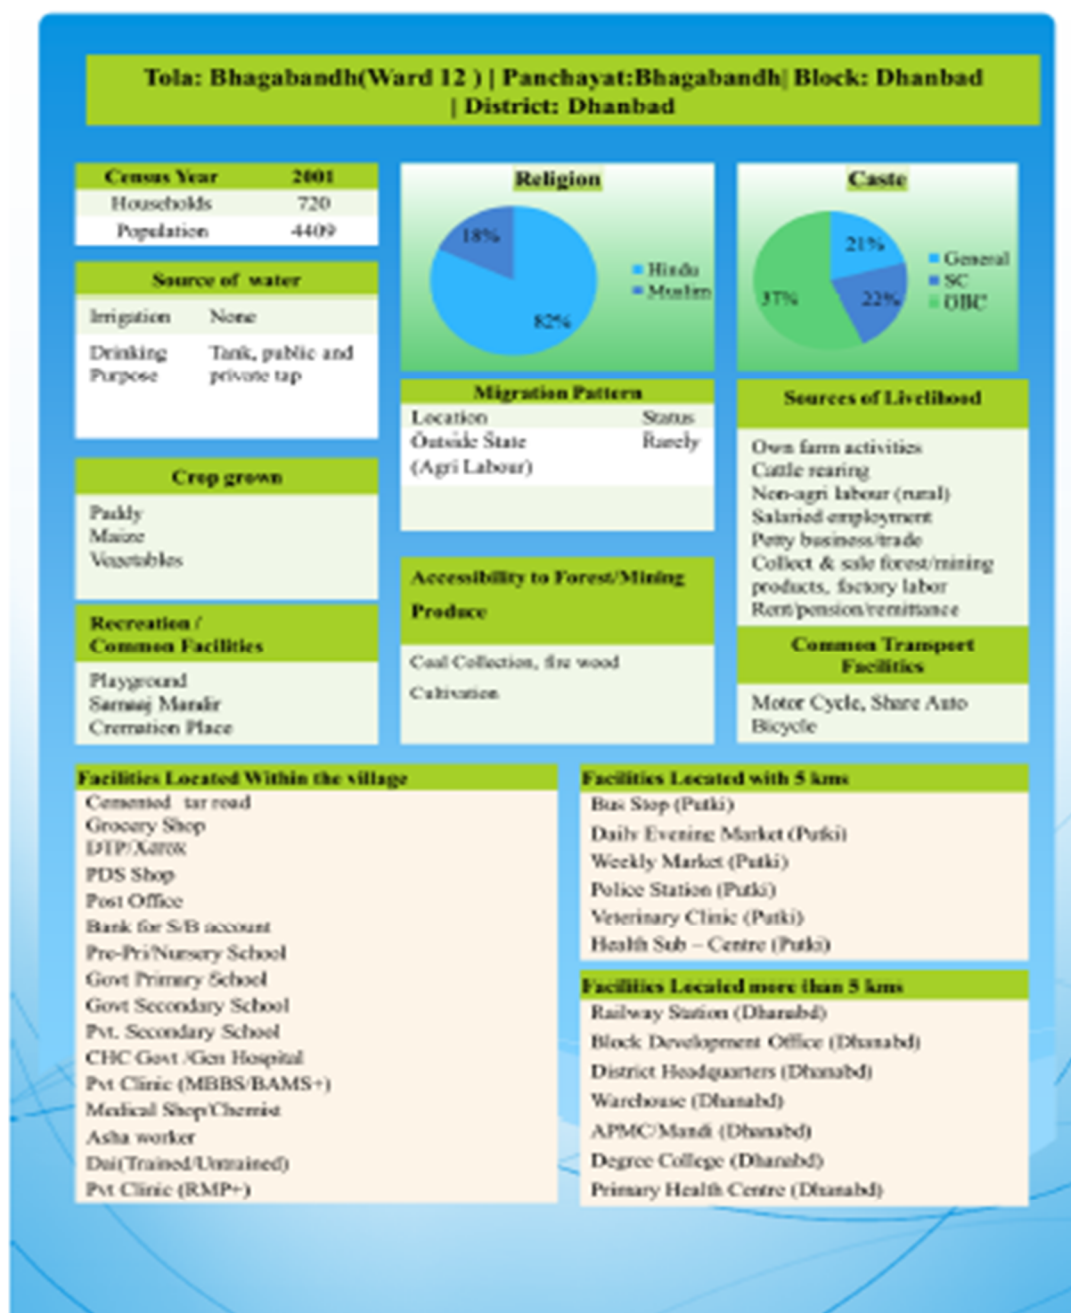 Tola: Bhagabandh(Ward 12 ) | Panchayat:Bhagabandh| Block: Dhanbad
| District: Dhanbad
Census Year 2001
Households 720
Population 4409
Source of water
Irrigation None
Drinking Tank, public and
Purpose private tap
Crop grown
Paddy
Maize
Vegetables
Recreation /
Common Facilities
Playground
Samaaj Mandir
Cremation Place
Religion
18%
82%
Hindu
Muslim
Migration Pattern
Location Status
Outside State Rarely
(Agri Labour)
Accessibility to Forest/Mining
Produce
Coal Collection, fire wood
Cultivation
Caste
21%
22%
37%
General
SC
OBC
Sources of Livelihood
Own farm activities
Cattle rearing
Non-agri labour (rural)
Salaried employment
Petty business/trade
Collect & sale forest/mining
products, factory labor
Rent/pension/remittance
Common Transport
Facilities
Motor Cycle, Share Auto
Bicycle
Facilities Located Within the village
Cemented tar road
Grocery Shop
DTP/Xerox
PDS Shop
Post Office
Bank for S/B account
Pre-Pri/Nursery School
Govt Primary School
Govt Secondary School
Pvt. Secondary School
CHC Govt /Gen Hospital
Pvt Clinic (MBBS/BAMS+)
Medical Shop/Chemist
Asha worker
Dai(Trained/Untrained)
Pvt Clinic (RMP+)
Facilities Located with 5 kms
Bus Stop (Putki)
Daily Evening Market (Putki)
Weekly Market (Putki)
Police Station (Putki)
Veterinary Clinic (Putki)
Health Sub – Centre (Putki)
Facilities Located more than 5 kms
Railway Station (Dhanabd)
Block Development Office (Dhanabd)
District Headquarters (Dhanabd)
Warehouse (Dhanabd)
APMC/Mandi (Dhanabd)
Degree College (Dhanabd)
Primary Health Centre (Dhanabd)